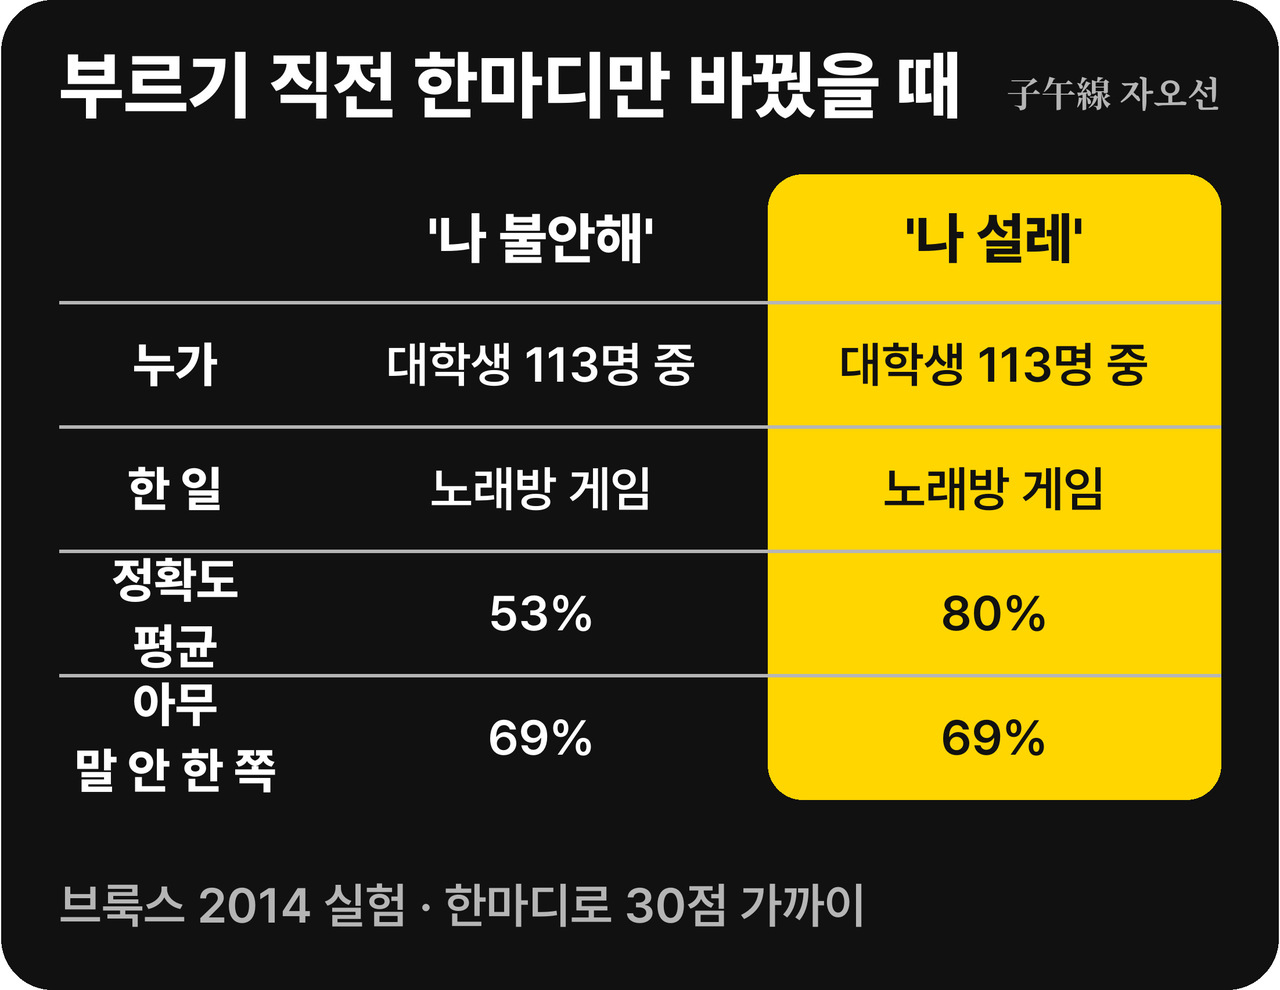 부르기 직전 한마디만 바꿨을 때 子午線 자오선
'나 불안해' '나 설레'
누가 대학생 113명 중 대학생 113명 중
한 일 노래방 게임 노래방 게임
정확도
평균 53% 80%
아무
말 안 한 쪽 69% 69%
브룩스 2014 실험 · 한마디로 30점 가까이